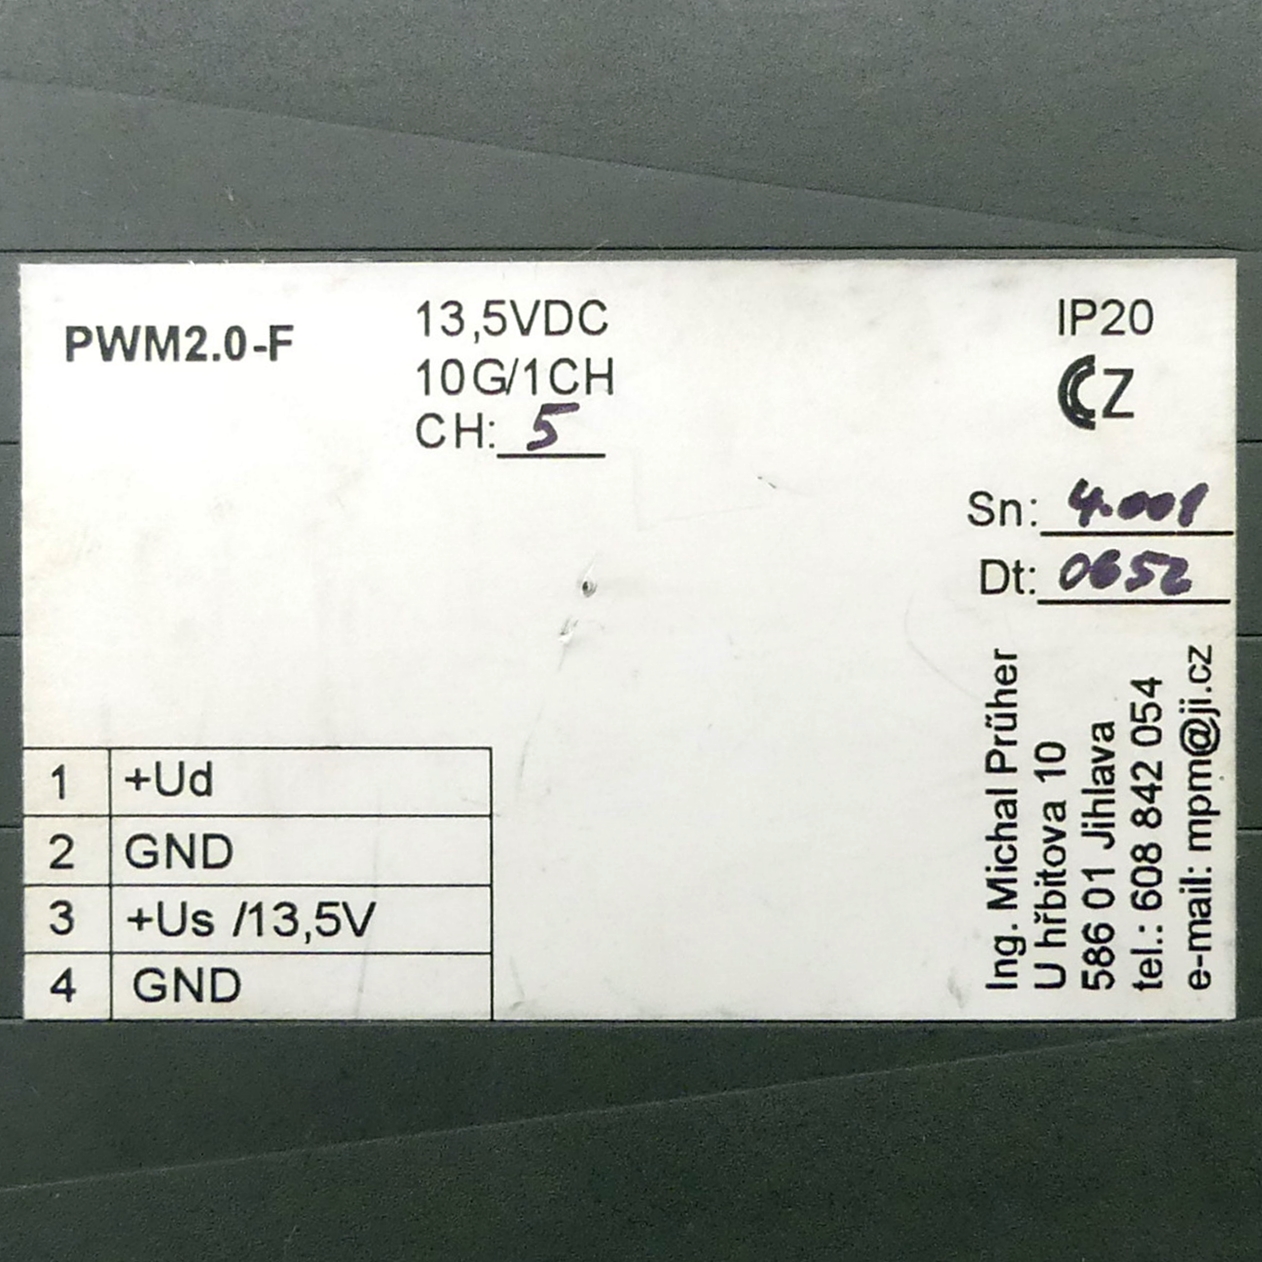 PWM2.0-F
13,5VDC
10G/1CH
CH: 5
IP20
CZ
Sn: 4.001
Dt: 0652
1 +Ud
2 GND
3 +Us /13,5V
4 GND
Ing. Michal Průher
U hřbitova 10
586 01 Jihlava
tel.: 608 842 054
e-mail: mpm@ji.cz